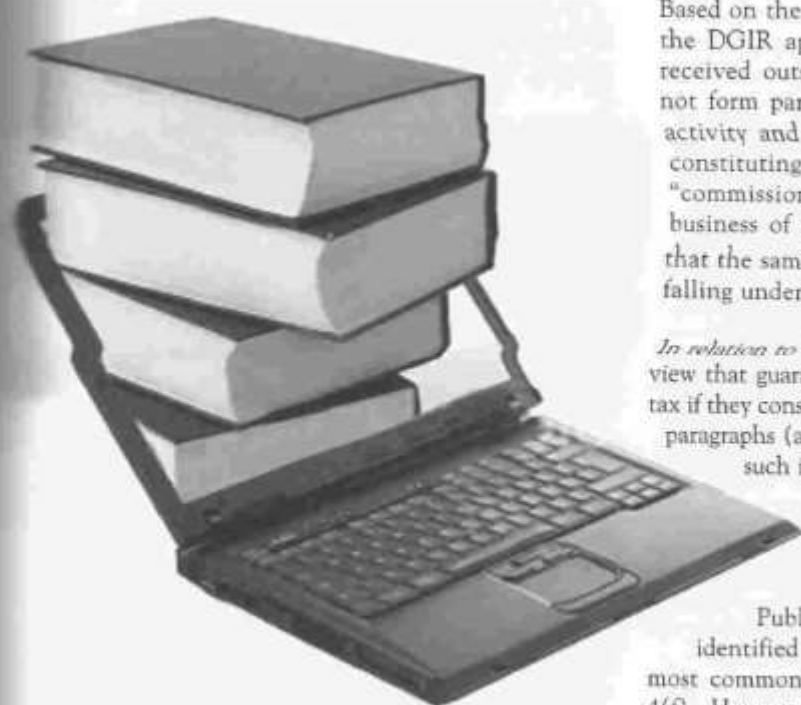 Based on the
the DGIR ap
received outs
not form par
activity and
constituting
"commission
business of
that the sam
falling under
In relation to
view that guar
tax if they cons
paragraphs (a
such i
Publ
identified
most common